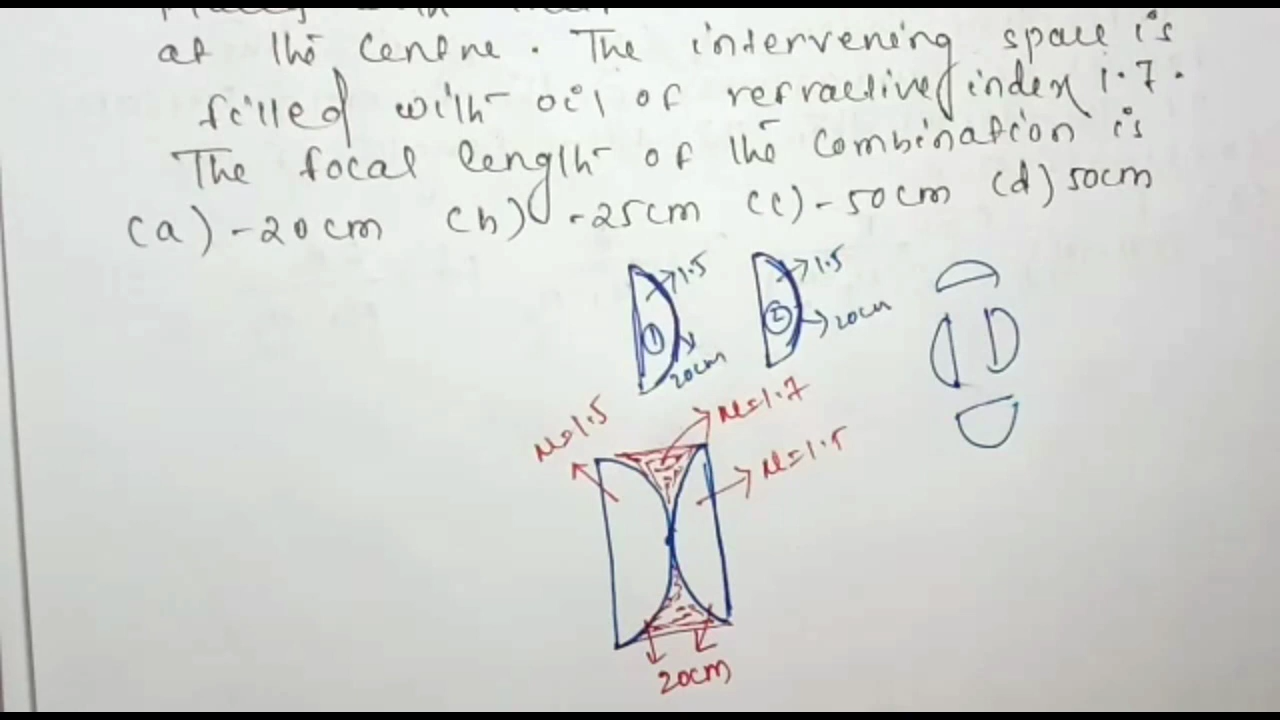 at the centre. The intervening space is
filled with oil of refractive index 1.7.
The focal length of the combination is
(a) -20cm (b) -25cm (c) -50cm (d) 50cm
1.5 1.5
1 2 20cm
20cm
μ=1.5 μ=1.7
μ=1.5
20cm